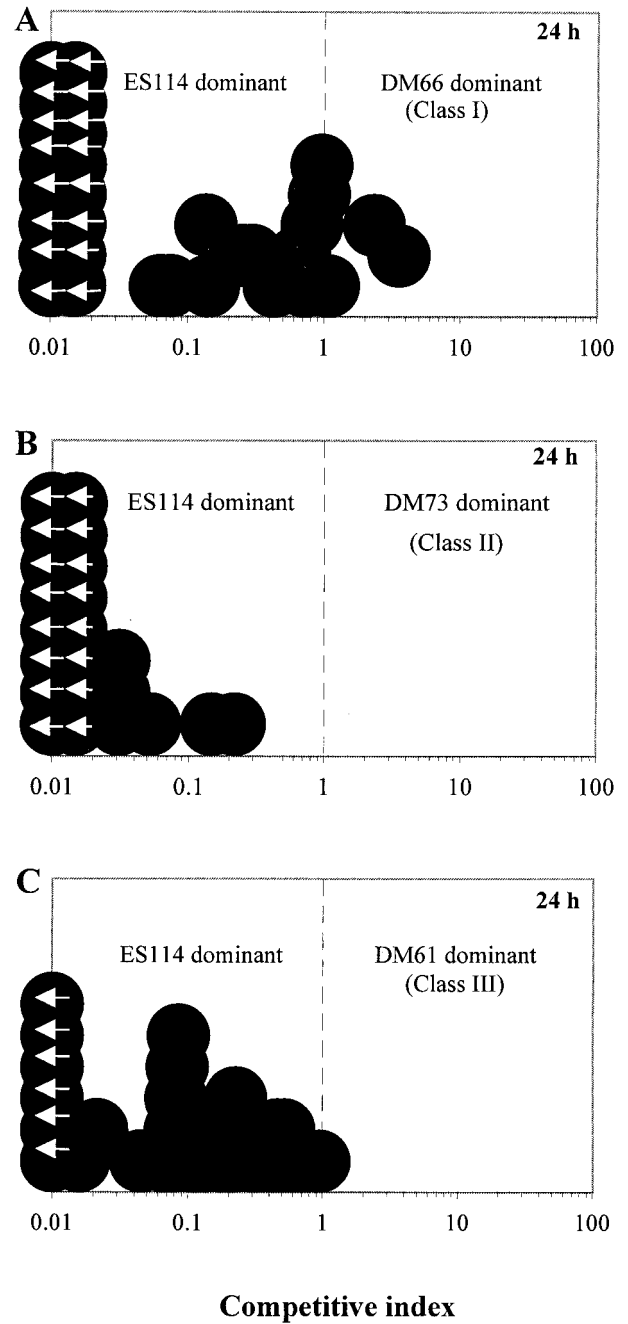 A
24 h
ES114 dominant DM66 dominant
(Class I)
0.01 0.1 1 10 100
B
24 h
ES114 dominant DM73 dominant
(Class II)
0.01 0.1 1 10 100
C
24 h
ES114 dominant DM61 dominant
(Class III)
0.01 0.1 1 10 100
Competitive index